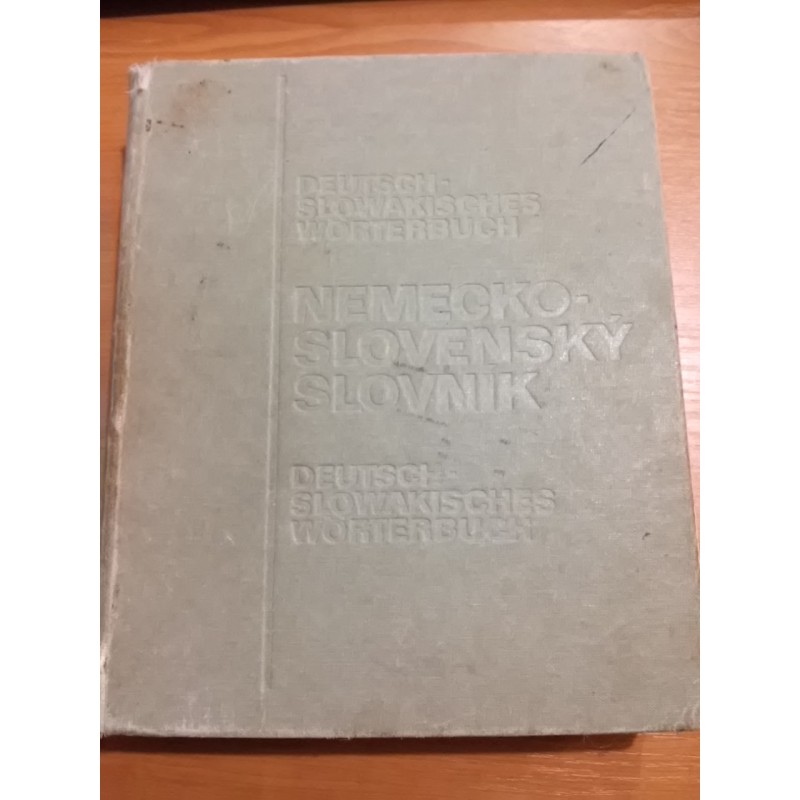 DEUTSCH-
SLOWAKISCHES
WÖRTERBUCH
NEMECKO-
SLOVENSKÝ
SLOVNÍK
DEUTSCH-
SLOWAKISCHES
WÖRTERBUCH